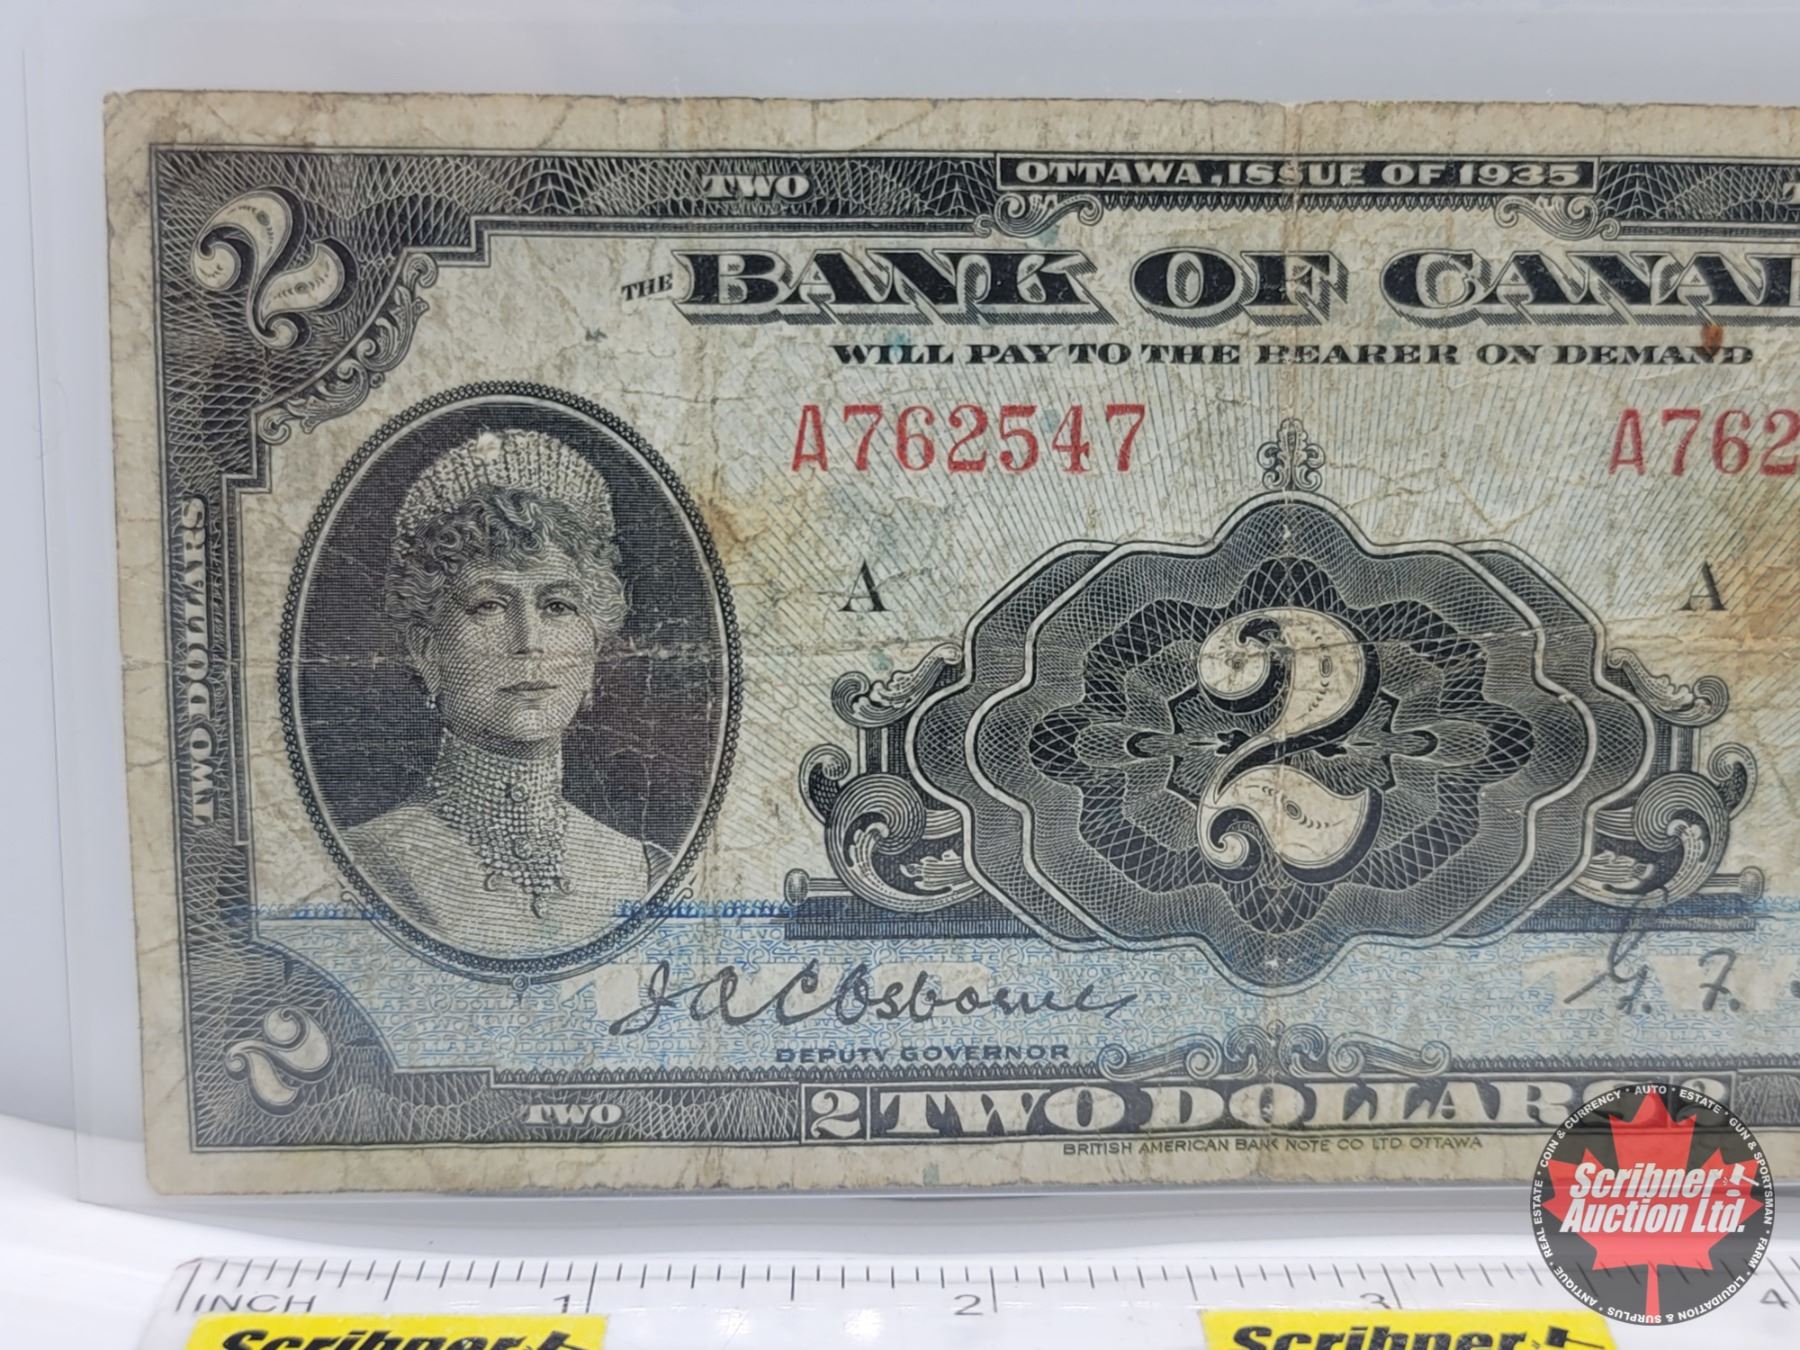 TWO
OTTAWA, ISSUE OF 1935
2
THE BANK OF CANA
WILL PAY TO THE BEARER ON DEMAND
A762547 A762
A A
TWO DOLLARS
2
J A C Osborne G. F.
DEPUTY GOVERNOR
2
TWO
2 TWO DOLLARS 2
BRITISH AMERICAN BANK NOTE CO LTD OTTAWA
COIN & CURRENCY • AUTO • ESTATE • GUN & SPORTSMAN • FARM • LIQUIDATION & SURPLUS • ANTIQUE • REAL ESTATE •
Scribner
Auction Ltd.
INCH 1 2 3 4
Scribner Scribner